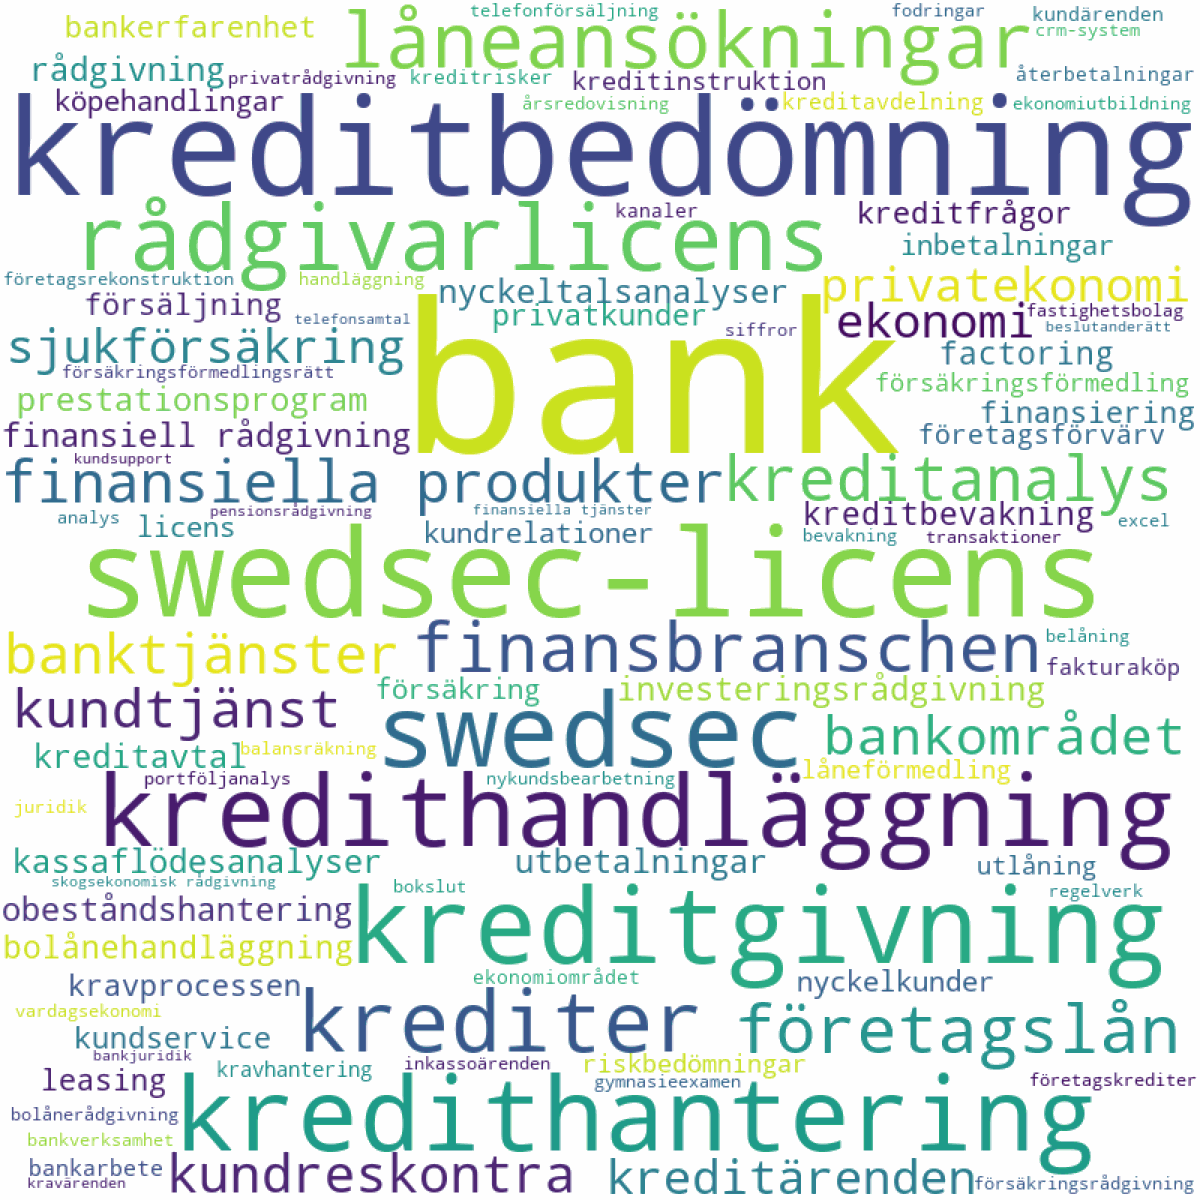 telefonförsäljning
fodringar
kundärenden
bankerfarenhet
låneansökningar
crm-system
rådgivning
privatrådgivning
kreditrisker
kreditinstruktion
återbetalningar
köpehandlingar
årsredovisning
kreditavdelning
ekonomiutbildning
kreditbedömning
rådgivarlicens
kanaler
kreditfrågor
inbetalningar
företagsrekonstruktion
handläggning
nyckeltalsanalyser
privatekonomi
försäljning
telefonsamtal
privatkunder
siffror
ekonomi
fastighetsbolag
beslutanderätt
sjukförsäkring
bank
factoring
försäkringsförmedlingsrätt
försäkringsförmedling
prestationsprogram
finansiering
finansiell rådgivning
företagsförvärv
kundsupport
finansiella produkter
kreditanalys
pensionsrådgivning
finansiella tjänster
kreditbevakning
excel
analys
licens
kundrelationer
bevakning
transaktioner
swedsec-licens
banktjänster
finansbranschen
belåning
fakturaköp
kundtjänst
försäkring
investeringsrådgivning
swedsec
bankområdet
kreditavtal
balansräkning
låneförmedling
portföljanalys
nykundsbearbetning
juridik
kredithandläggning
kassaflödesanalyser
utbetalningar
utlåning
skogsekonomisk rådgivning
bokslut
regelverk
obeståndshantering
kreditgivning
bolånehandläggning
ekonomiområdet
kravprocessen
nyckelkunder
vardagsekonomi
krediter
företagslån
kundservice
bankjuridik
kravhantering
inkassoärenden
riskbedömningar
leasing
gymnasieexamen
företagskrediter
bolånerådgivning
kredithantering
bankverksamhet
bankarbete
kundreskontra
kreditärenden
kravärenden
försäkringsrådgivning